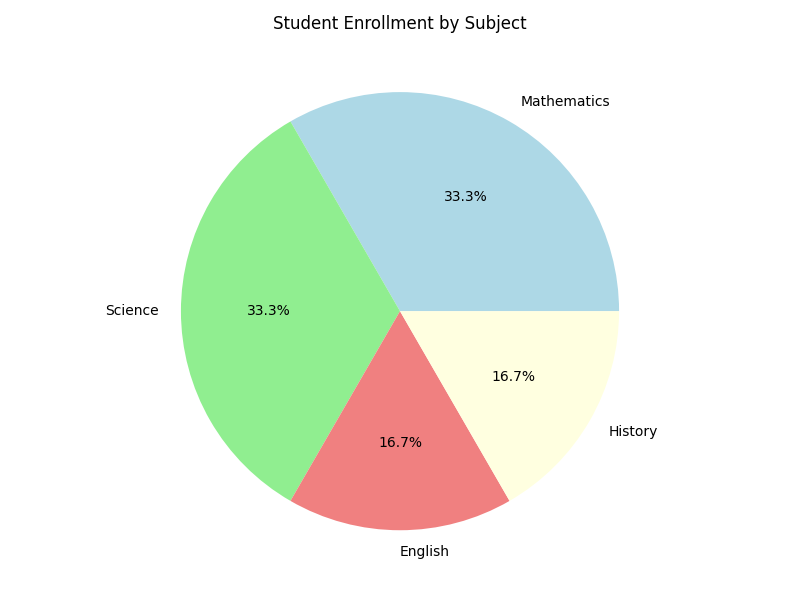 Student Enrollment by Subject
Mathematics
33.3%
Science
33.3%
16.7%
History
16.7%
English